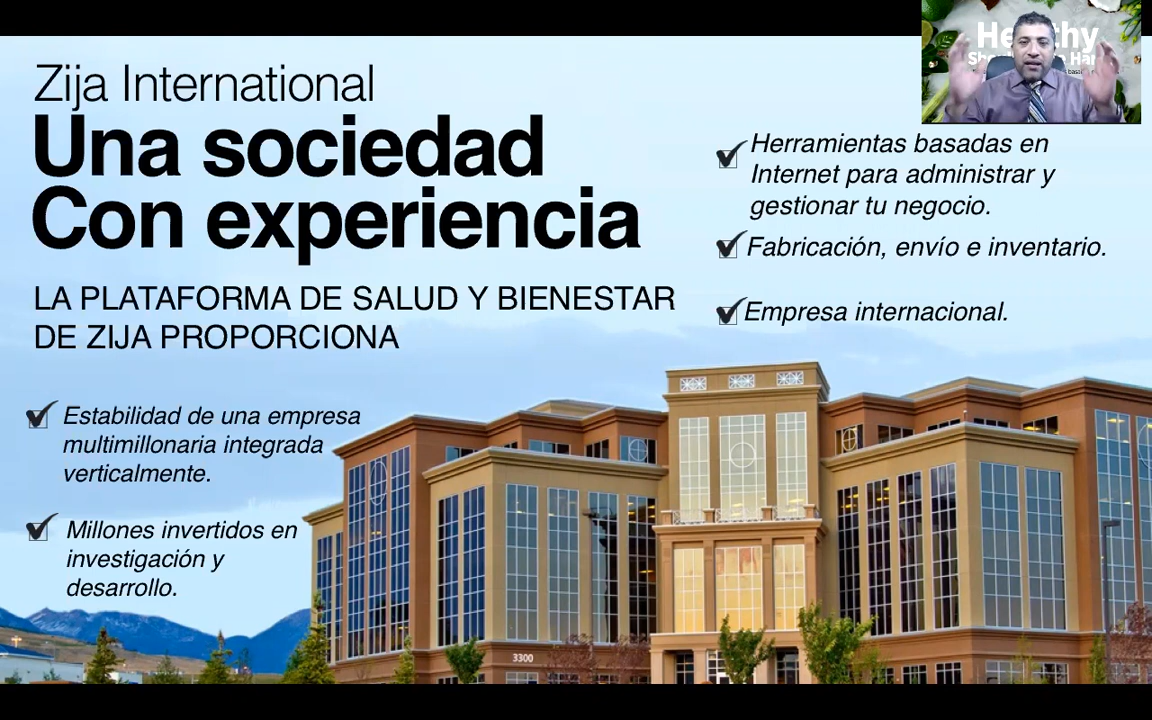 Zija International
Una sociedad
Con experiencia
LA PLATAFORMA DE SALUD Y BIENESTAR
DE ZIJA PROPORCIONA
Estabilidad de una empresa
multimillonaria integrada
verticalmente.
Millones invertidos en
investigación y
desarrollo.
Herramientas basadas en
Internet para administrar y
gestionar tu negocio.
Fabricación, envío e inventario.
Empresa internacional.
3300